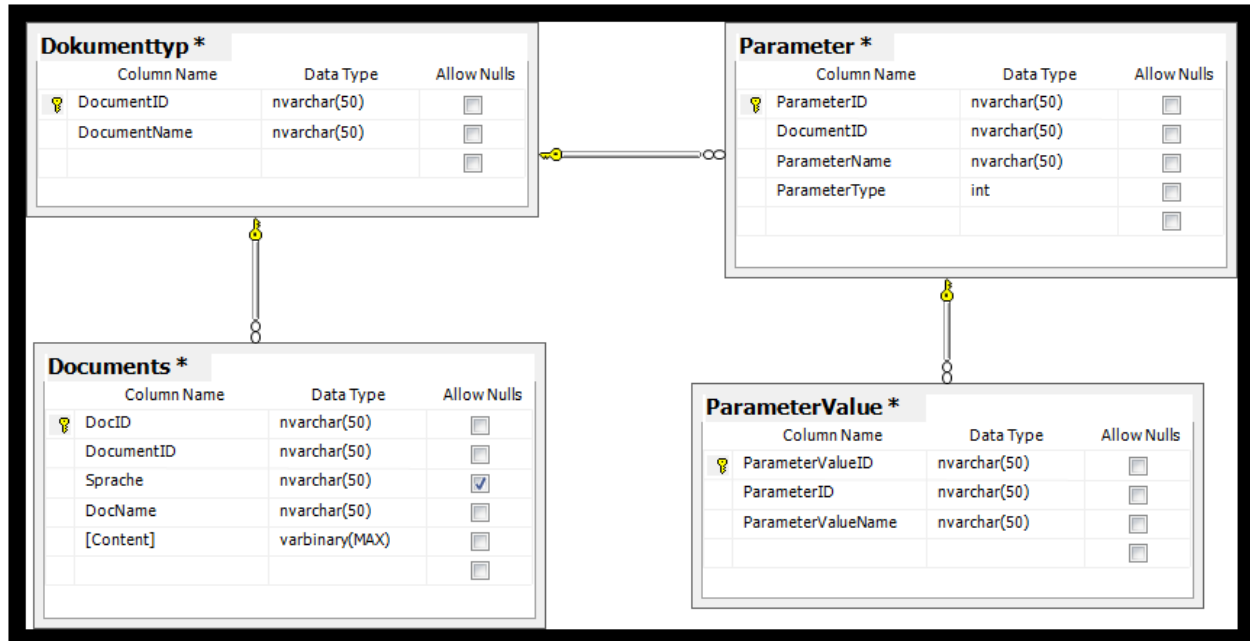 Dokumenttyp *
Column Name Data Type Allow Nulls
DocumentID nvarchar(50)
DocumentName nvarchar(50)
Parameter *
Column Name Data Type Allow Nulls
ParameterID nvarchar(50)
DocumentID nvarchar(50)
ParameterName nvarchar(50)
ParameterType int
Documents *
Column Name Data Type Allow Nulls
DocID nvarchar(50)
DocumentID nvarchar(50)
Sprache nvarchar(50)
DocName nvarchar(50)
[Content] varbinary(MAX)
ParameterValue *
Column Name Data Type Allow Nulls
ParameterValueID nvarchar(50)
ParameterID nvarchar(50)
ParameterValueName nvarchar(50)